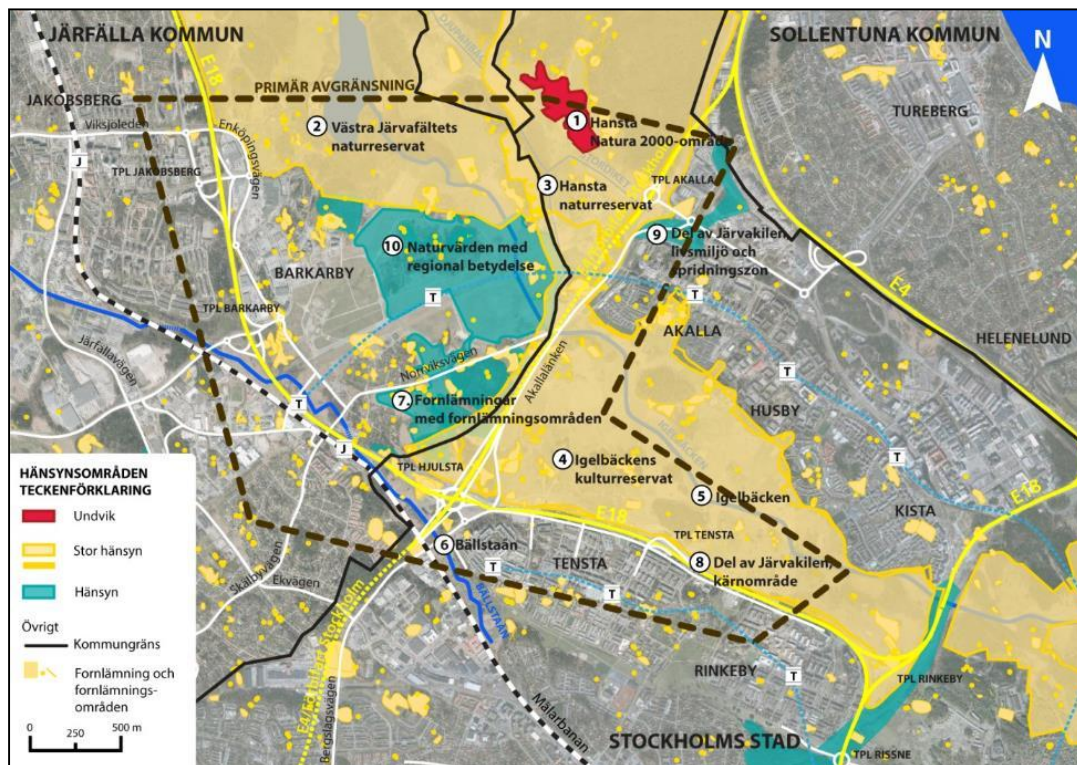 JÄRFÄLLA KOMMUN
SOLLENTUNA KOMMUN
N
E18
JAKOBSBERG
PRIMÄR AVGRÄNSNING
TUREBERG
Viksjöleden
Enköpingsvägen
J
TPL JAKOBSBERG
1 Hansta
Natura 2000-område
2 Västra Järvafältets
naturreservat
TPL AKALLA
3 Hansta
naturreservat
9 Del av Järvakilen,
livsmiljö och
spridningszon
10 Naturvärden med
regional betydelse
BARKARBY
T
T
E4
TPL BARKARBY
AKALLA
HELENELUND
Järfällavägen
Norrviksvägen
Akallalänken
T
HUSBY
T
7. Fornlämningar
med fornlämningsområden
T
J
TPL HJULSTA
4 Igelbäckens
kulturreservat
5 Igelbäcken
KISTA
E18
E18
TPL TENSTA
6 Bällstaån
TENSTA
8 Del av Järvakilen,
kärnområde
Skälbyvägen
Ekvägen
T
T
BÄLLSTAÅN
RINKEBY
T
TPL RINKEBY
Bergslagsvägen
Mälarbanan
STOCKHOLMS STAD
TPL RISSNE
HÄNSYNSOMRÅDEN
TECKENFÖRKLARING
Undvik
Stor hänsyn
Hänsyn
Övrigt
Kommungräns
Fornlämning och
fornlämnings-
områden
0 250 500 m